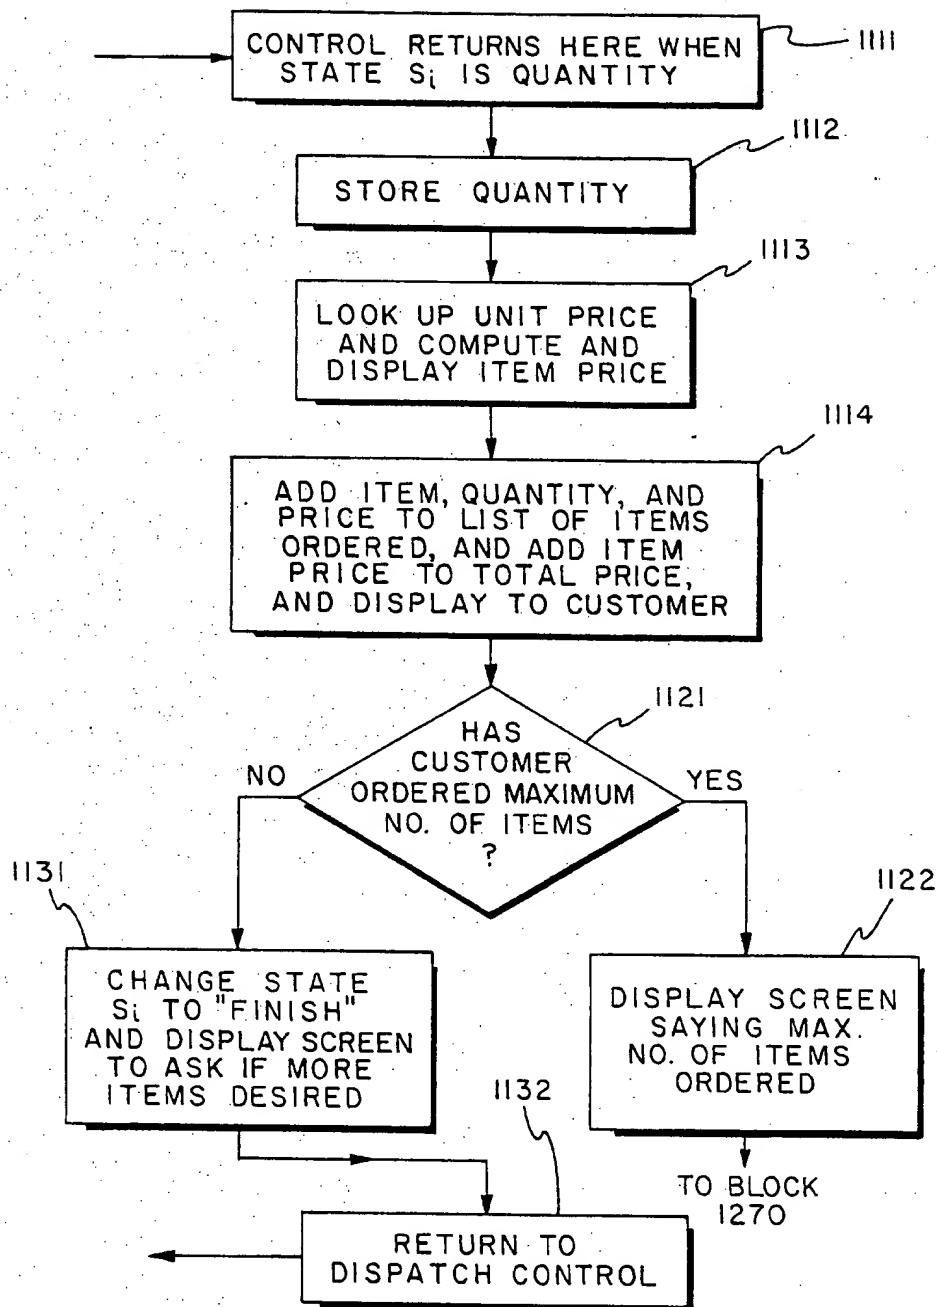 CONTROL RETURNS HERE WHEN
STATE Si IS QUANTITY
1111
1112
STORE QUANTITY
1113
LOOK UP UNIT PRICE
AND COMPUTE AND
DISPLAY ITEM PRICE
1114
ADD ITEM, QUANTITY, AND
PRICE TO LIST OF ITEMS
ORDERED, AND ADD ITEM
PRICE TO TOTAL PRICE,
AND DISPLAY TO CUSTOMER
1121
HAS
CUSTOMER
ORDERED MAXIMUM
NO. OF ITEMS
?
NO
YES
1131
CHANGE STATE
Si TO "FINISH"
AND DISPLAY SCREEN
TO ASK IF MORE
ITEMS DESIRED
1122
DISPLAY SCREEN
SAYING MAX.
NO. OF ITEMS
ORDERED
TO BLOCK
1270
1132
RETURN TO
DISPATCH CONTROL